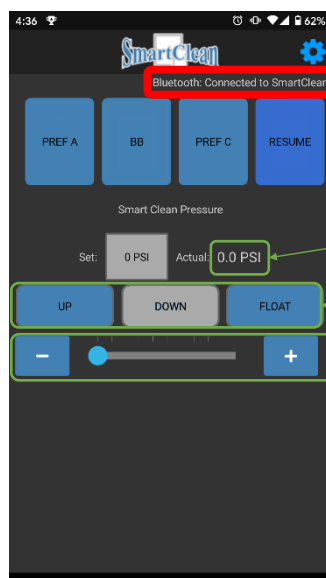 4:36 62%
SmartClean
Bluetooth: Connected to SmartClean
PREF A BB PREF C RESUME
Smart Clean Pressure
Set: 0 PSI Actual: 0.0 PSI
UP DOWN FLOAT
− +